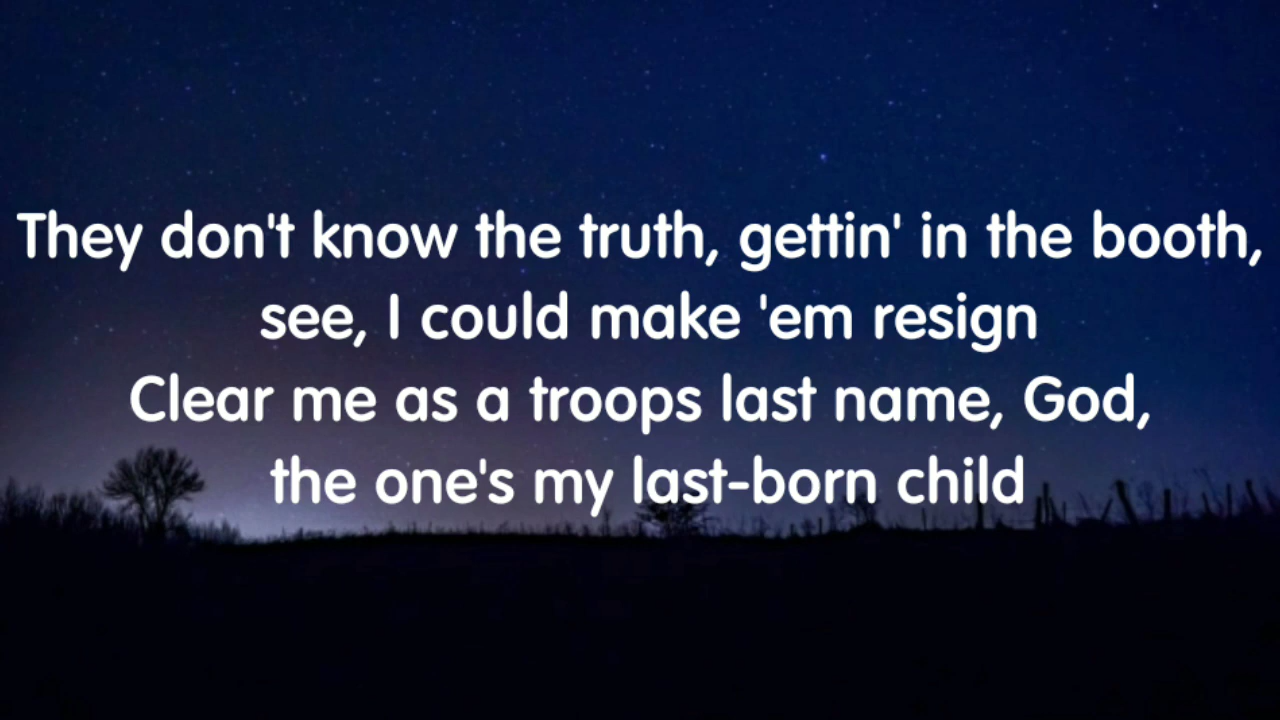 They don't know the truth, gettin' in the booth,
see, I could make 'em resign
Clear me as a troops last name, God,
the one's my last-born child